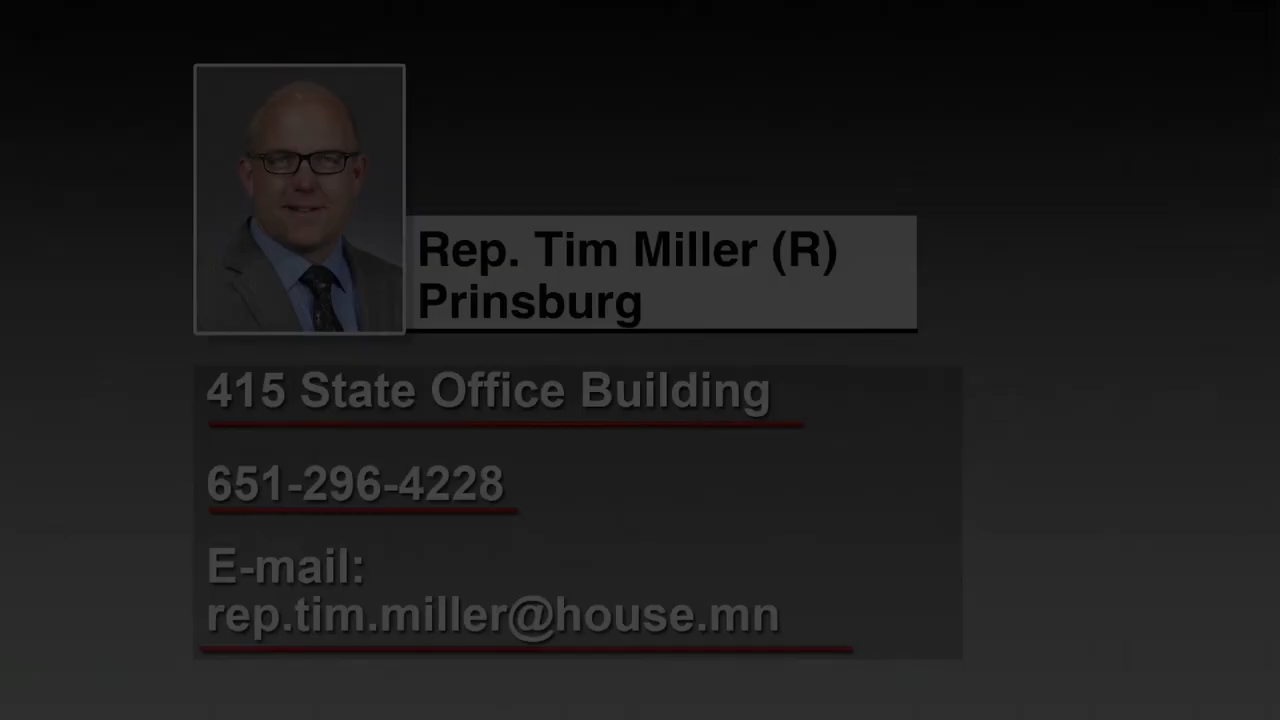 Rep. Tim Miller (R)
Prinsburg
415 State Office Building
651-296-4228
E-mail:
rep.tim.miller@house.mn